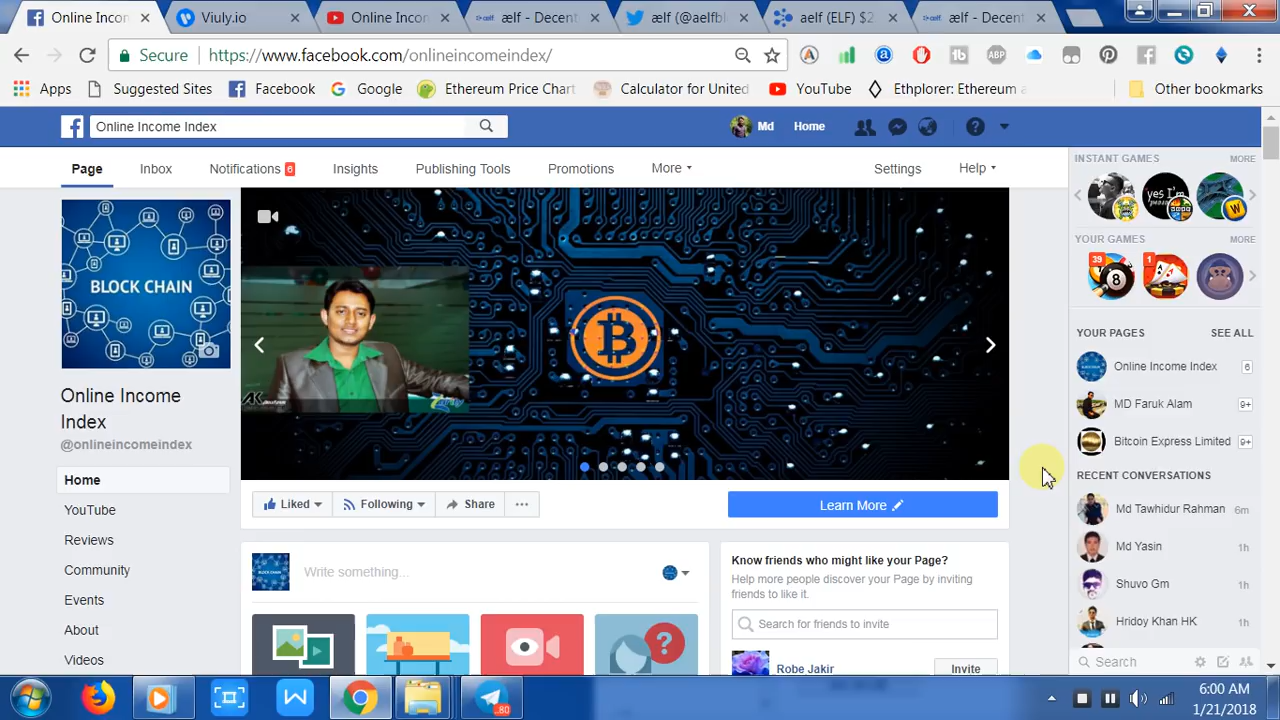 Online Incon
Viuly.io
Online Incon
ælf - Decent
ælf (@aelfbl
aelf (ELF) $2
ælf - Decent
Secure
https://www.facebook.com/onlineincomeindex/
Apps
Suggested Sites
Facebook
Google
Ethereum Price Chart
Calculator for United
YouTube
Ethplorer: Ethereum a
Other bookmarks
Online Income Index
Md
Home
Page
Inbox
Notifications 6
Insights
Publishing Tools
Promotions
More
Settings
Help
INSTANT GAMES
MORE
yes I'm
YOUR GAMES
MORE
39
1
BLOCK CHAIN
YOUR PAGES
SEE ALL
Online Income Index
6
MD Faruk Alam
9+
Bitcoin Express Limited
9+
Online Income
Index
@onlineincomeindex
RECENT CONVERSATIONS
Md Tawhidur Rahman
6m
Md Yasin
1h
Shuvo Gm
1h
Hridoy Khan HK
1h
Search
Home
YouTube
Reviews
Community
Events
About
Videos
Liked
Following
Share
Learn More
Write something...
Know friends who might like your Page?
Help more people discover your Page by inviting
friends to like it.
Search for friends to invite
Robe Jakir
Invite
80
6:00 AM
1/21/2018